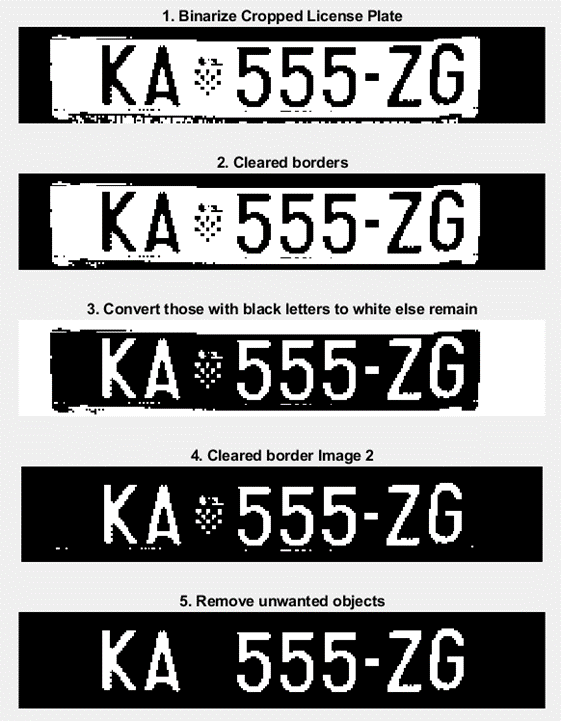 1. Binarize Cropped License Plate
KA 555-ZG
2. Cleared borders
KA 555-ZG
3. Convert those with black letters to white else remain
KA 555-ZG
4. Cleared border Image 2
KA 555-ZG
5. Remove unwanted objects
KA 555-ZG